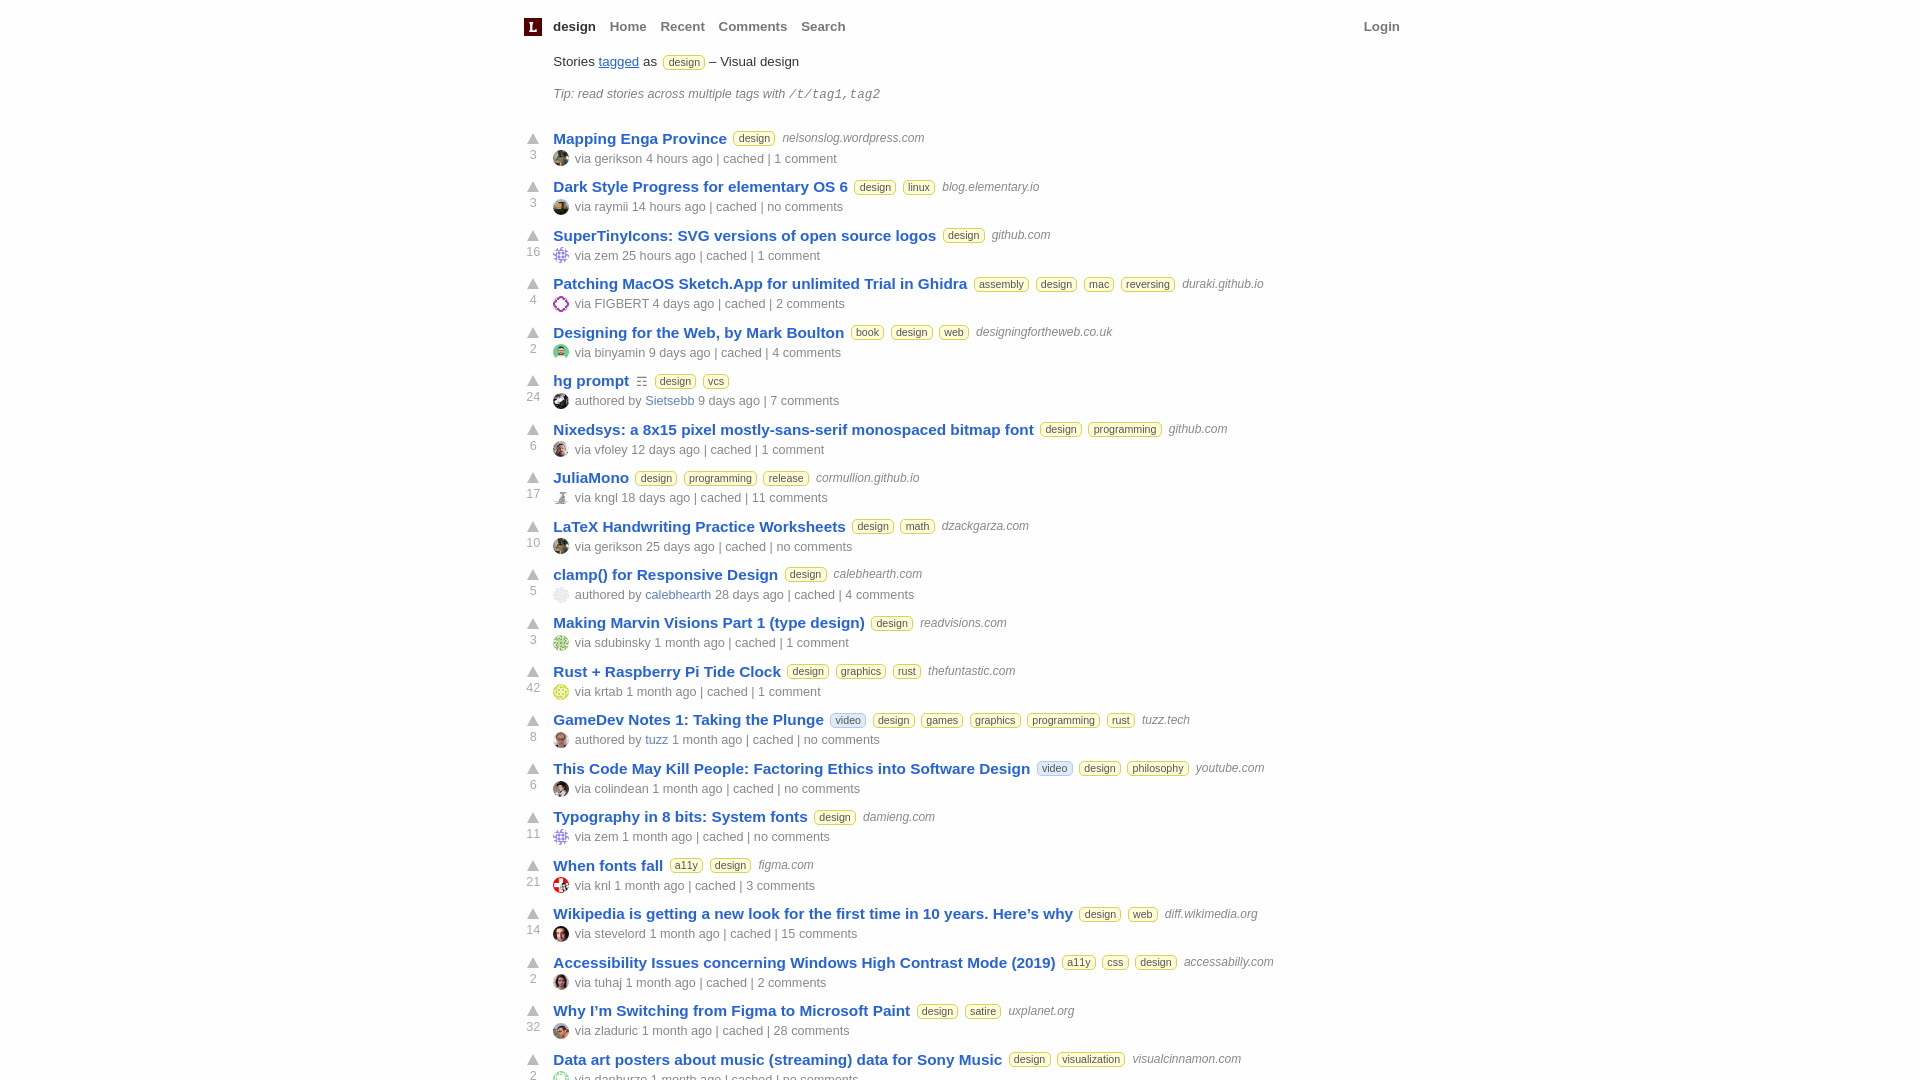 L design Home Recent Comments Search Login
Stories tagged as design – Visual design
Tip: read stories across multiple tags with /t/tag1,tag2
Mapping Enga Province design nelsonslog.wordpress.com
3 via gerikson 4 hours ago | cached | 1 comment
Dark Style Progress for elementary OS 6 design linux blog.elementary.io
3 via raymii 14 hours ago | cached | no comments
SuperTinyIcons: SVG versions of open source logos design github.com
16 via zem 25 hours ago | cached | 1 comment
Patching MacOS Sketch.App for unlimited Trial in Ghidra assembly design mac reversing duraki.github.io
4 via FIGBERT 4 days ago | cached | 2 comments
Designing for the Web, by Mark Boulton book design web designingfortheweb.co.uk
2 via binyamin 9 days ago | cached | 4 comments
hg prompt ☶ design vcs
24 authored by Sietsebb 9 days ago | 7 comments
Nixedsys: a 8x15 pixel mostly-sans-serif monospaced bitmap font design programming github.com
6 via vfoley 12 days ago | cached | 1 comment
JuliaMono design programming release cormullion.github.io
17 via kngl 18 days ago | cached | 11 comments
LaTeX Handwriting Practice Worksheets design math dzackgarza.com
10 via gerikson 25 days ago | cached | no comments
clamp() for Responsive Design design calebhearth.com
5 authored by calebhearth 28 days ago | cached | 4 comments
Making Marvin Visions Part 1 (type design) design readvisions.com
3 via sdubinsky 1 month ago | cached | 1 comment
Rust + Raspberry Pi Tide Clock design graphics rust thefuntastic.com
42 via krtab 1 month ago | cached | 1 comment
GameDev Notes 1: Taking the Plunge video design games graphics programming rust tuzz.tech
8 authored by tuzz 1 month ago | cached | no comments
This Code May Kill People: Factoring Ethics into Software Design video design philosophy youtube.com
6 via colindean 1 month ago | cached | no comments
Typography in 8 bits: System fonts design damieng.com
11 via zem 1 month ago | cached | no comments
When fonts fall a11y design figma.com
21 via knl 1 month ago | cached | 3 comments
Wikipedia is getting a new look for the first time in 10 years. Here’s why design web diff.wikimedia.org
14 via stevelord 1 month ago | cached | 15 comments
Accessibility Issues concerning Windows High Contrast Mode (2019) a11y css design accessabilly.com
2 via tuhaj 1 month ago | cached | 2 comments
Why I’m Switching from Figma to Microsoft Paint design satire uxplanet.org
32 via zladuric 1 month ago | cached | 28 comments
Data art posters about music (streaming) data for Sony Music design visualization visualcinnamon.com
2 via danburzo 1 month ago | cached | no comments